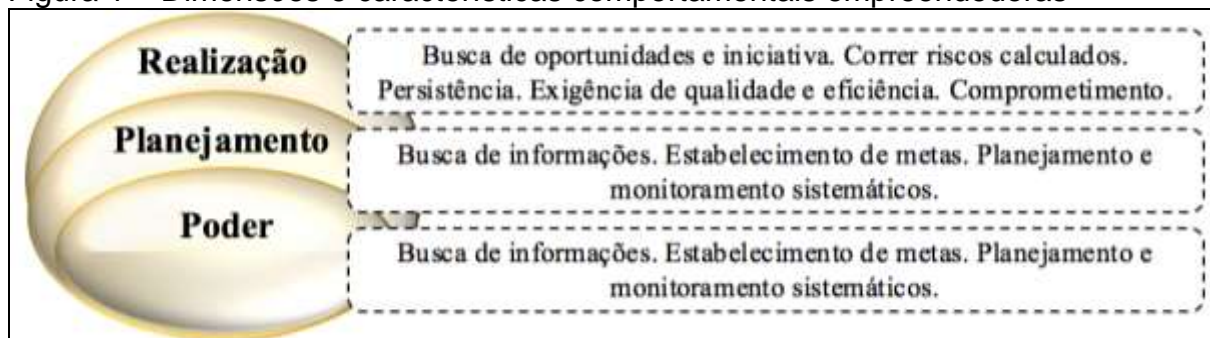 Realização
Busca de oportunidades e iniciativa. Correr riscos calculados.
Persistência. Exigência de qualidade e eficiência. Comprometimento.
Planejamento
Busca de informações. Estabelecimento de metas. Planejamento e
monitoramento sistemáticos.
Poder
Busca de informações. Estabelecimento de metas. Planejamento e
monitoramento sistemáticos.